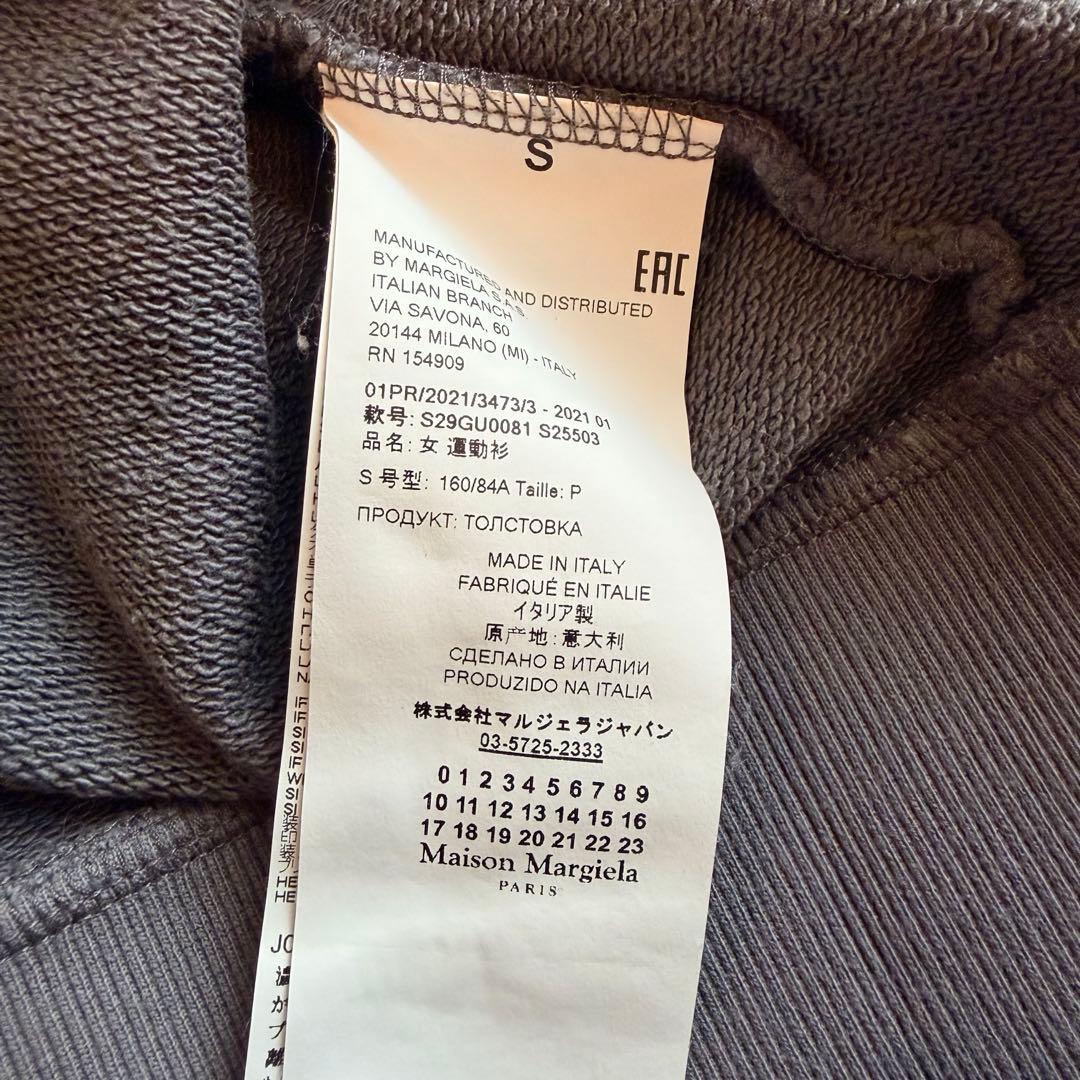 S
EAC
MANUFACTURED AND DISTRIBUTED
BY MARGIELA S.A.S.
ITALIAN BRANCH
VIA SAVONA, 60
20144 MILANO (MI) - ITALY
RN 154909
01PR/2021/3473/3 - 2021 01
款号: S29GU0081 S25503
品名: 女 運動衫
S 号型: 160/84A Taille: P
ПРОДУКТ: ТОЛСТОВКА
MADE IN ITALY
FABRIQUÉ EN ITALIE
イタリア製
原产地: 意大利
СДЕЛАНО В ИТАЛИИ
PRODUZIDO NA ITALIA
株式会社マルジェラジャパン
03-5725-2333
0 1 2 3 4 5 6 7 8 9
10 11 12 13 14 15 16
17 18 19 20 21 22 23
Maison Margiela
PARIS